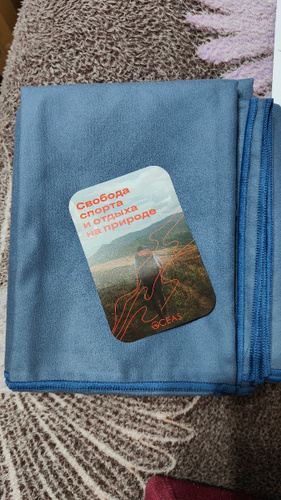 Свобода
спорта
и отдыха
на природе
OCEAS